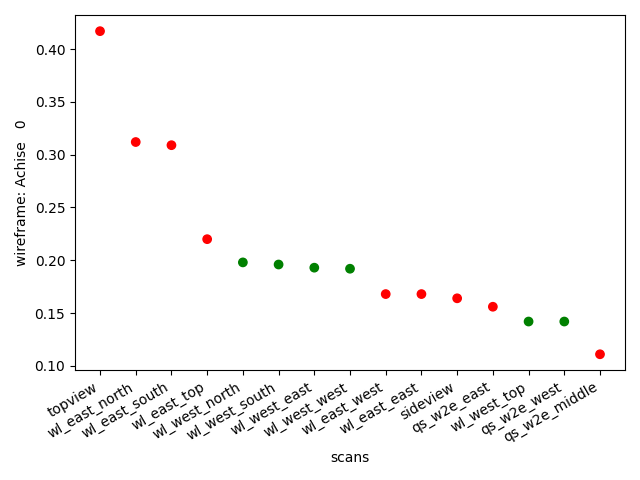 0.40
0.35
0.30
0.25
0.20
0.15
0.10
wireframe: Achise   0
topview
wl_east_north
wl_east_south
wl_east_top
wl_west_north
wl_west_south
wl_west_east
wl_west_west
wl_east_west
wl_east_east
sideview
qs_w2e_east
wl_west_top
qs_w2e_west
qs_w2e_middle
scans